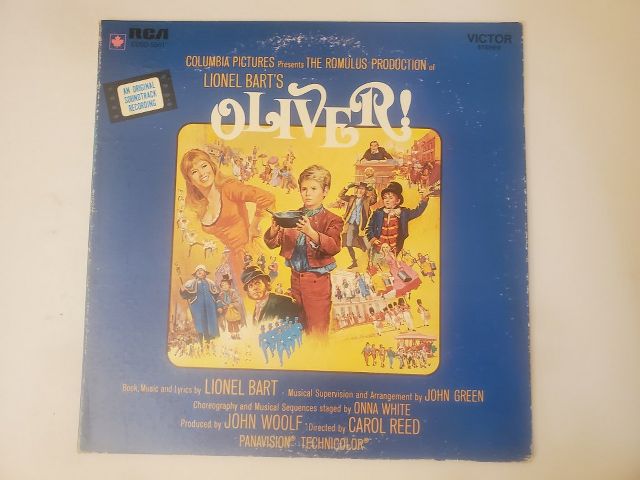 RCA
VICTOR
STEREO
COLUMBIA PICTURES Presents THE ROMULUS PRODUCTION of
LIONEL BART'S
OLIVER!
AN ORIGINAL
SOUNDTRACK
RECORDING
Book, Music and Lyrics by LIONEL BART · Musical Supervision and Arrangement by JOHN GREEN
Choreography and Musical Sequences staged by ONNA WHITE
Produced by JOHN WOOLF Directed by CAROL REED
PANAVISION® TECHNICOLOR®